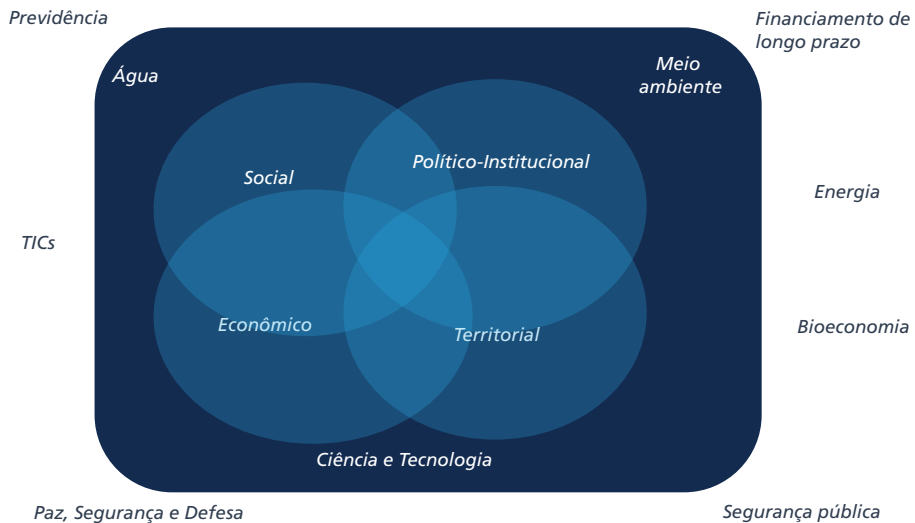 Previdência
Financiamento de
longo prazo
Água
Meio
ambiente
Social
Político-Institucional
Energia
TICs
Econômico
Territorial
Bioeconomia
Ciência e Tecnologia
Paz, Segurança e Defesa
Segurança pública